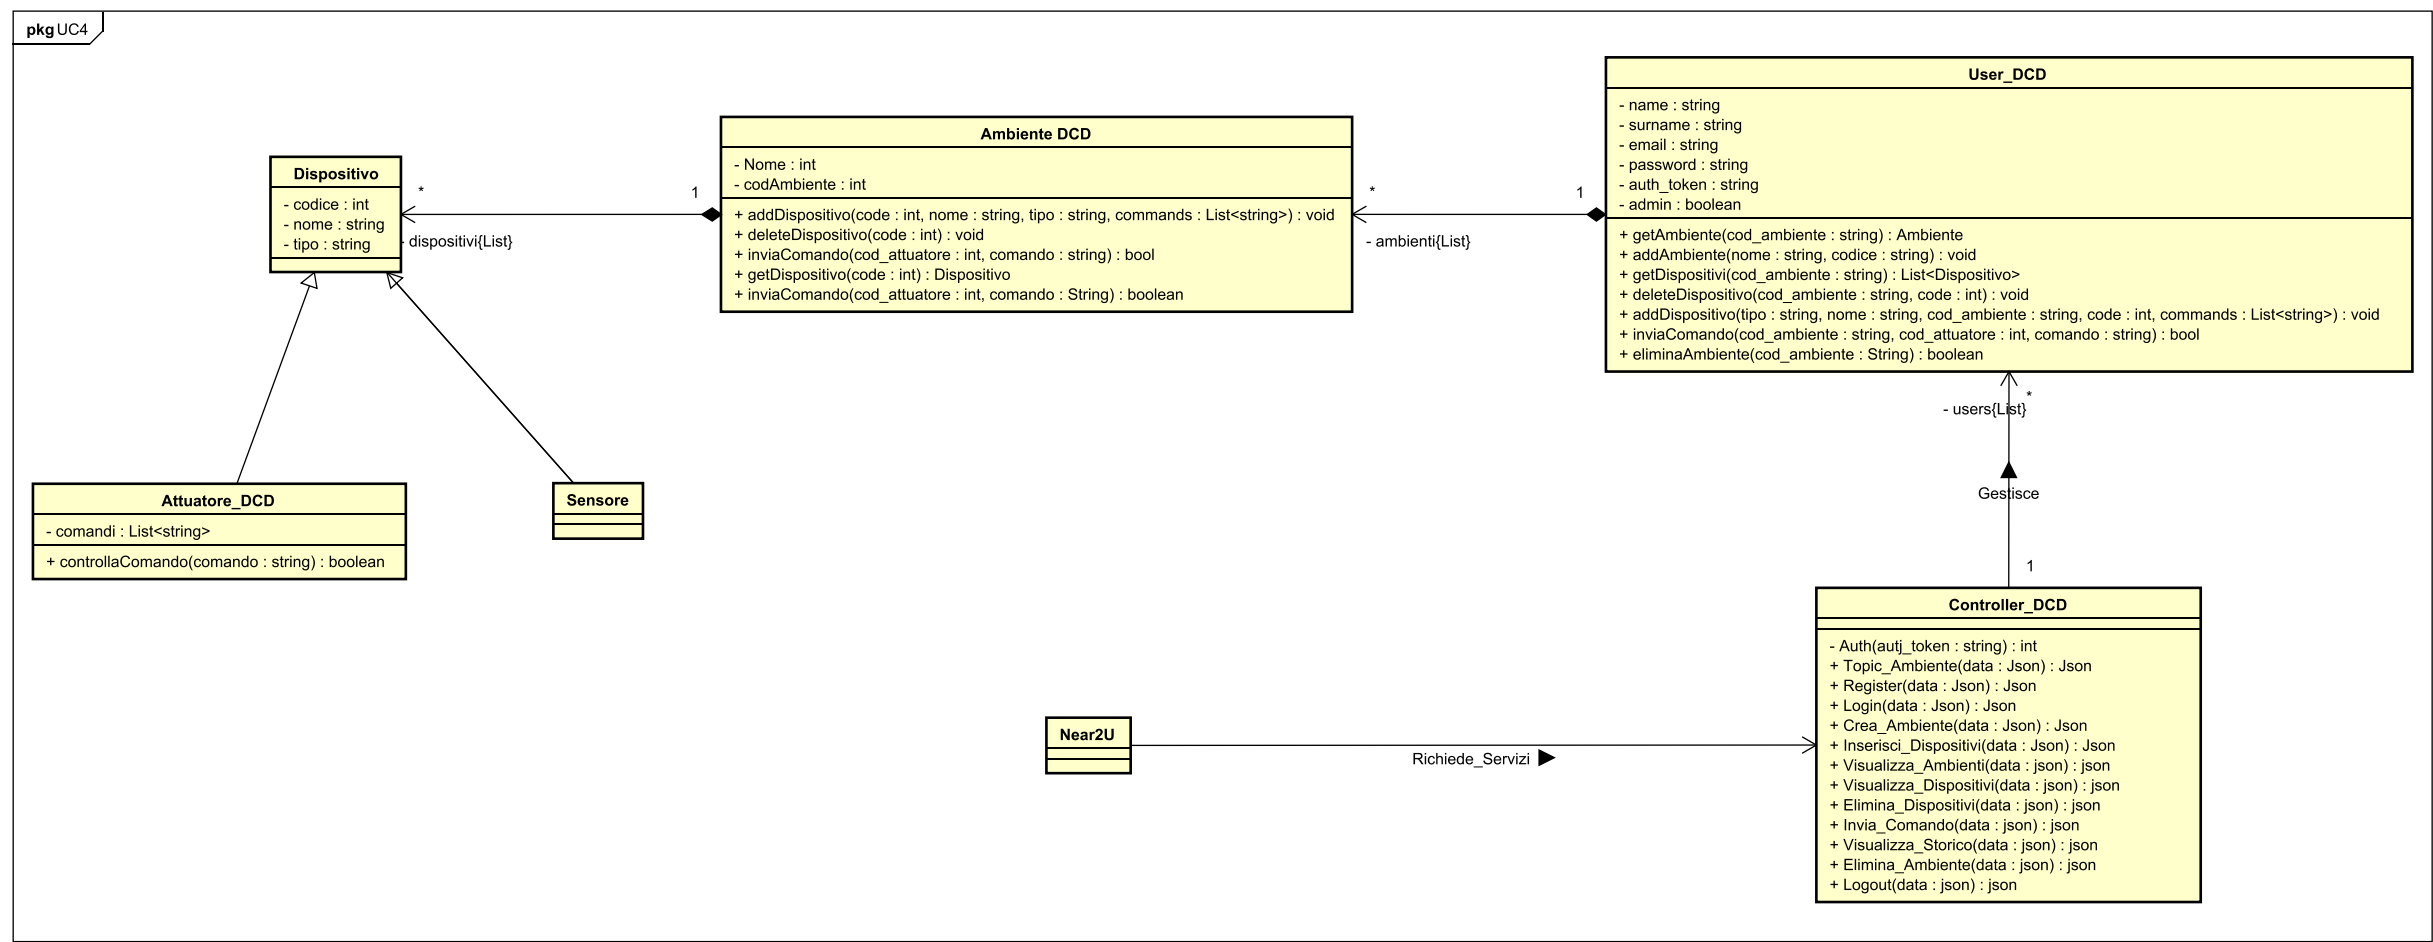 pkg UC4
User_DCD
- name : string
- surname : string
- email : string
- password : string
- auth_token : string
- admin : boolean
+ getAmbiente(cod_ambiente : string) : Ambiente
+ addAmbiente(nome : string, codice : string) : void
+ getDispositivi(cod_ambiente : string) : List<Dispositivo>
+ deleteDispositivo(cod_ambiente : string, code : int) : void
+ addDispositivo(tipo : string, nome : string, cod_ambiente : string, code : int, commands : List<string>) : void
+ inviaComando(cod_ambiente : string, cod_attuatore : int, comando : string) : bool
+ eliminaAmbiente(cod_ambiente : String) : boolean
Ambiente DCD
- Nome : int
- codAmbiente : int
+ addDispositivo(code : int, nome : string, tipo : string, commands : List<string>) : void
+ deleteDispositivo(code : int) : void
+ inviaComando(cod_attuatore : int, comando : string) : bool
+ getDispositivo(code : int) : Dispositivo
+ inviaComando(cod_attuatore : int, comando : String) : boolean
Dispositivo
- codice : int
- nome : string
- tipo : string
*
1
- dispositivi{List}
*
1
- ambienti{List}
*
- users{List}
Gestisce
1
Attuatore_DCD
- comandi : List<string>
+ controllaComando(comando : string) : boolean
Sensore
Controller_DCD
- Auth(autj_token : string) : int
+ Topic_Ambiente(data : Json) : Json
+ Register(data : Json) : Json
+ Login(data : Json) : Json
+ Crea_Ambiente(data : Json) : Json
+ Inserisci_Dispositivi(data : Json) : Json
+ Visualizza_Ambienti(data : json) : json
+ Visualizza_Dispositivi(data : json) : json
+ Elimina_Dispositivi(data : json) : json
+ Invia_Comando(data : json) : json
+ Visualizza_Storico(data : json) : json
+ Elimina_Ambiente(data : json) : json
+ Logout(data : json) : json
Near2U
Richiede_Servizi